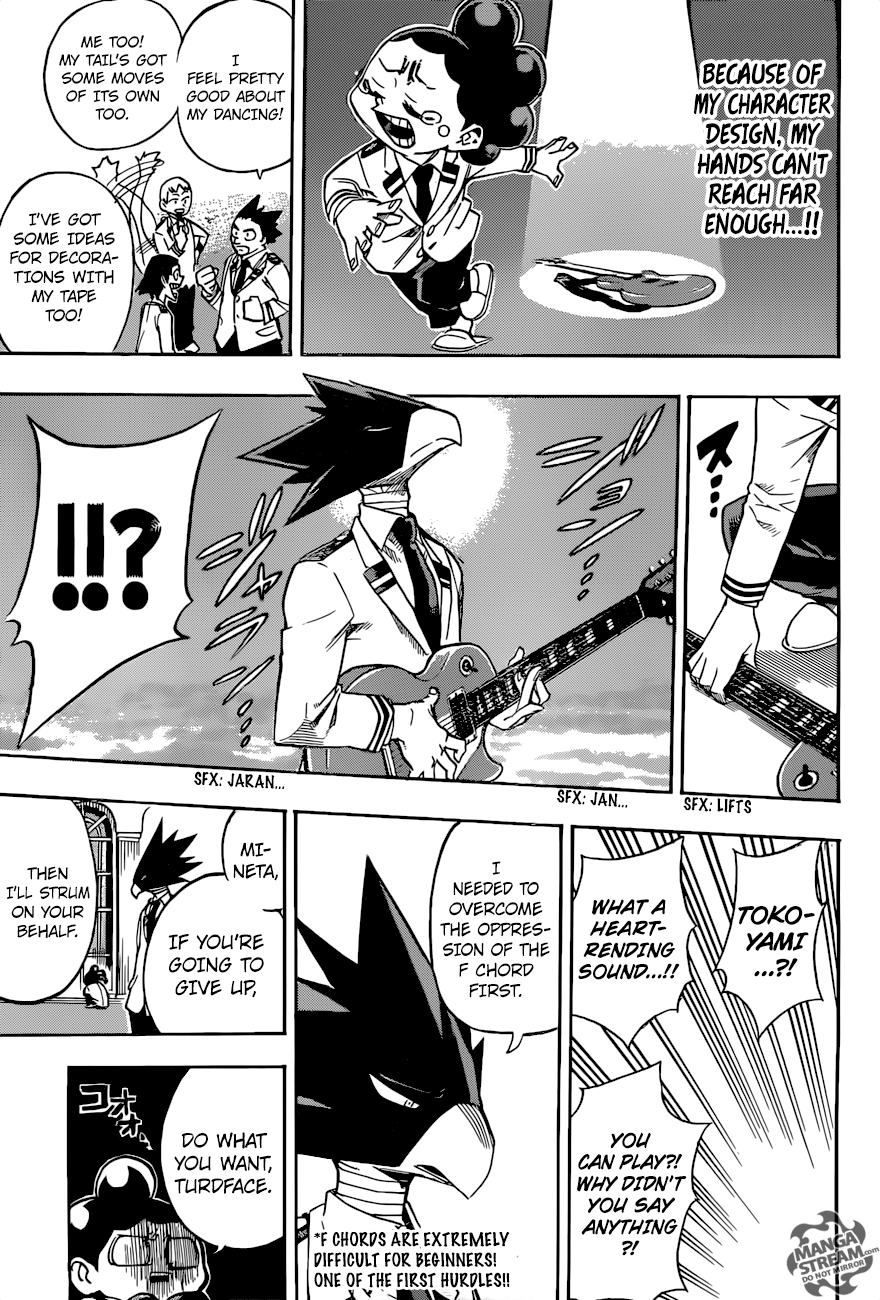 BECAUSE OF
MY CHARACTER
DESIGN, MY
HANDS CAN'T
REACH FAR
ENOUGH...!!
I
FEEL PRETTY
GOOD ABOUT
MY DANCING!
ME TOO!
MY TAIL'S GOT
SOME MOVES
OF ITS OWN
TOO.
I'VE GOT
SOME IDEAS
FOR DECORA-
TIONS WITH
MY TAPE
TOO!
ス...
SFX: LIFTS
SFX: JAN...
SFX: JARAN...
!!?
TOKO-
YAMI
...?!
WHAT A
HEART-
RENDING
SOUND...!!
YOU
CAN PLAY?!
WHY DIDN'T
YOU SAY
ANYTHING
?!
I
NEEDED TO
OVERCOME
THE OPPRES-
SION OF THE
F CHORD
FIRST.
*F CHORDS ARE EXTREMELY
DIFFICULT FOR BEGINNERS!
ONE OF THE FIRST HURDLES!!
MI-
NETA,
IF YOU'RE
GOING TO
GIVE UP,
THEN
I'LL STRUM
ON YOUR
BEHALF.
DO WHAT
YOU WANT,
TURDFACE.
コォォ
MANGA
STREAM.com
DO NOT MIRROR!